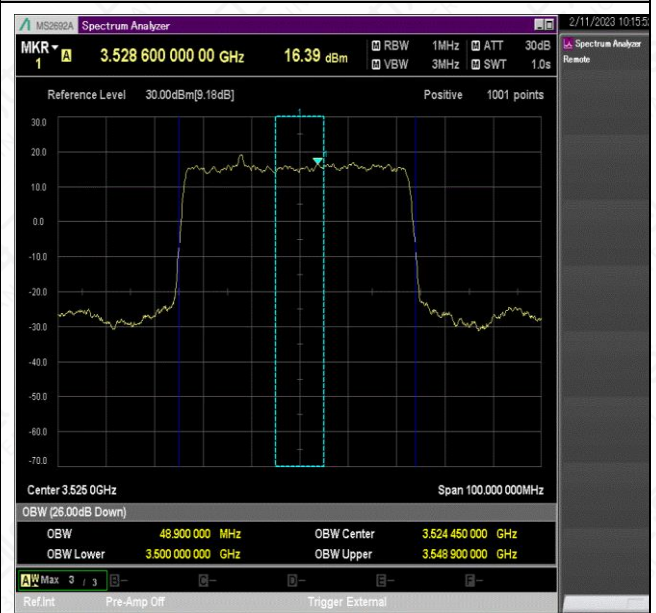 MS2692A Spectrum Analyzer
2/11/2023 10:15:5
MKR A 3.528 600 000 00 GHz 16.39 dBm M RBW 1MHz M ATT 30dB
1 M VBW 3MHz M SWT 1.0s
Spectrum Analyzer
Remote
Reference Level 30.00dBm[9.18dB] Positive 1001 points
1
30.0
20.0
1
10.0
0.0
-10.0
-20.0
-30.0
-40.0
-50.0
-60.0
-70.0
Center 3.525 0GHz Span 100.000 000MHz
OBW (26.00dB Down)
OBW 48.900 000 MHz OBW Center 3.524 450 000 GHz
OBW Lower 3.500 000 000 GHz OBW Upper 3.548 900 000 GHz
A W Max 3 / 3 B- C- D- E- F-
Ref.Int Pre-Amp Off Trigger External